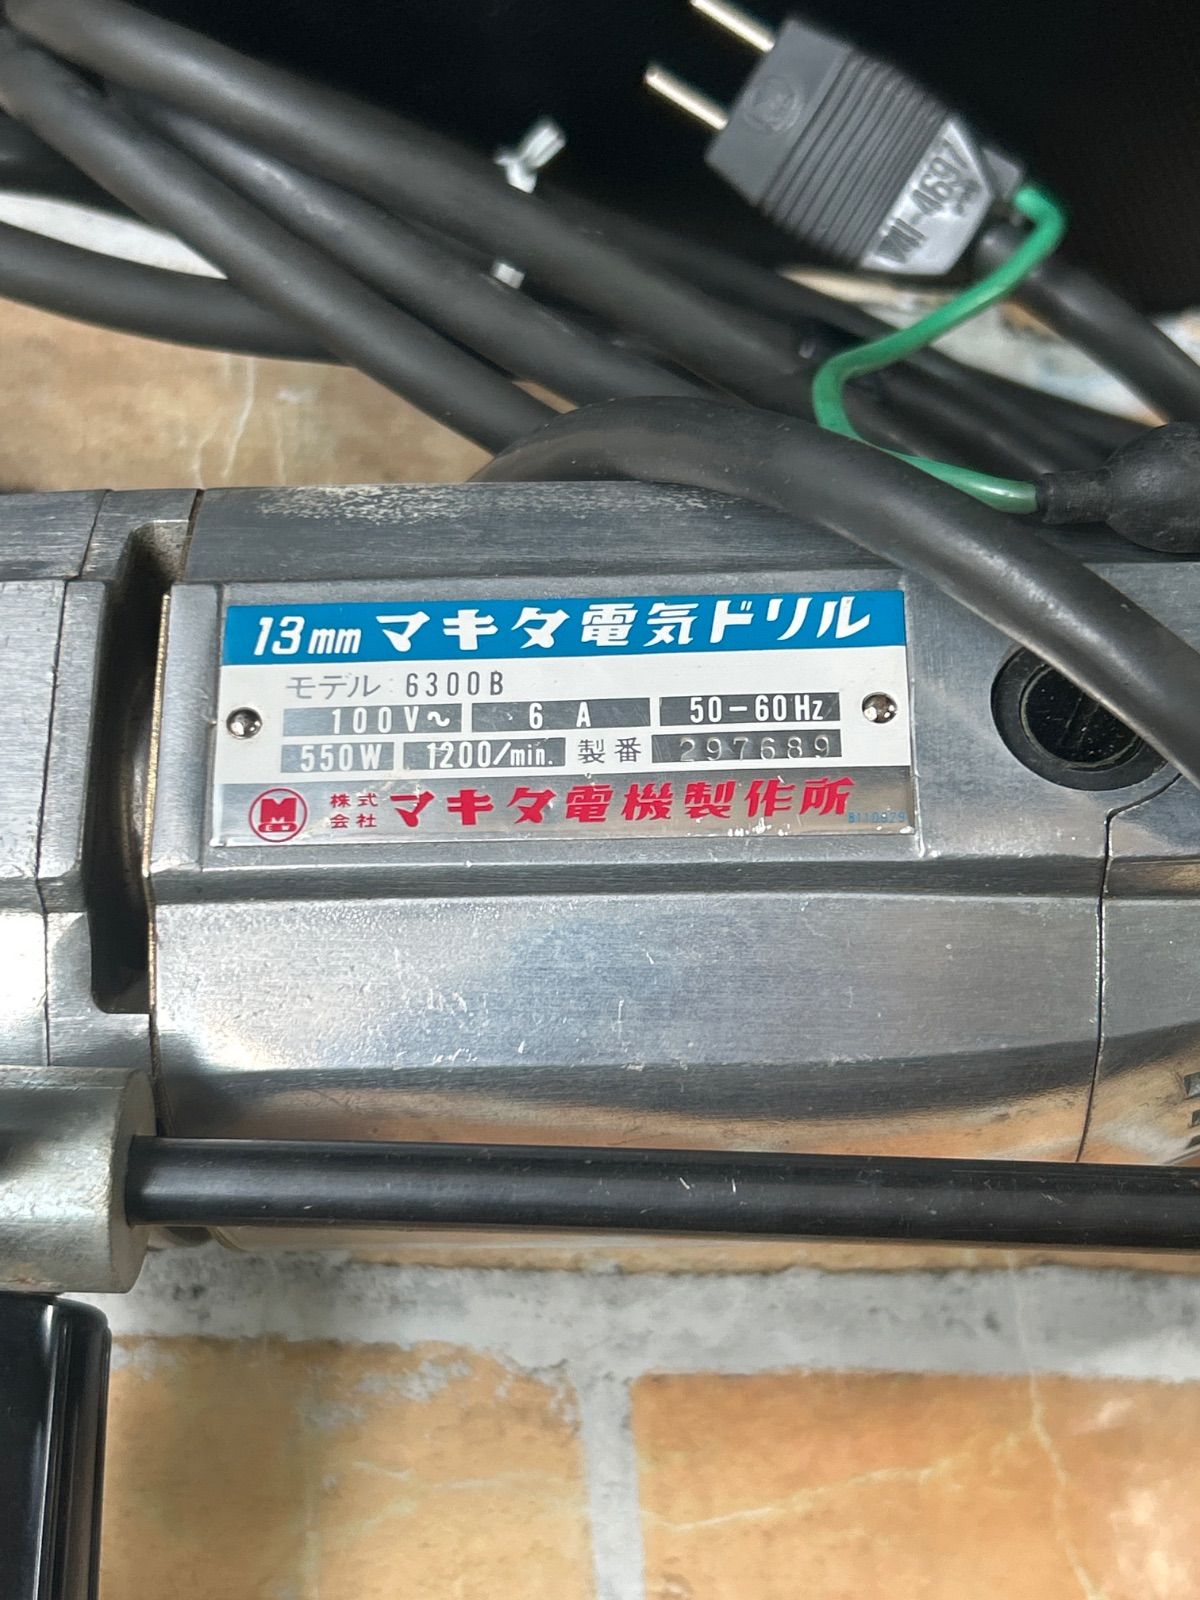 13mm マキタ電気ドリル
モデル 6300B
100V～ 6 A 50-60Hz
550W 1200/min. 製番 297689
M
株式会社 マキタ電機製作所